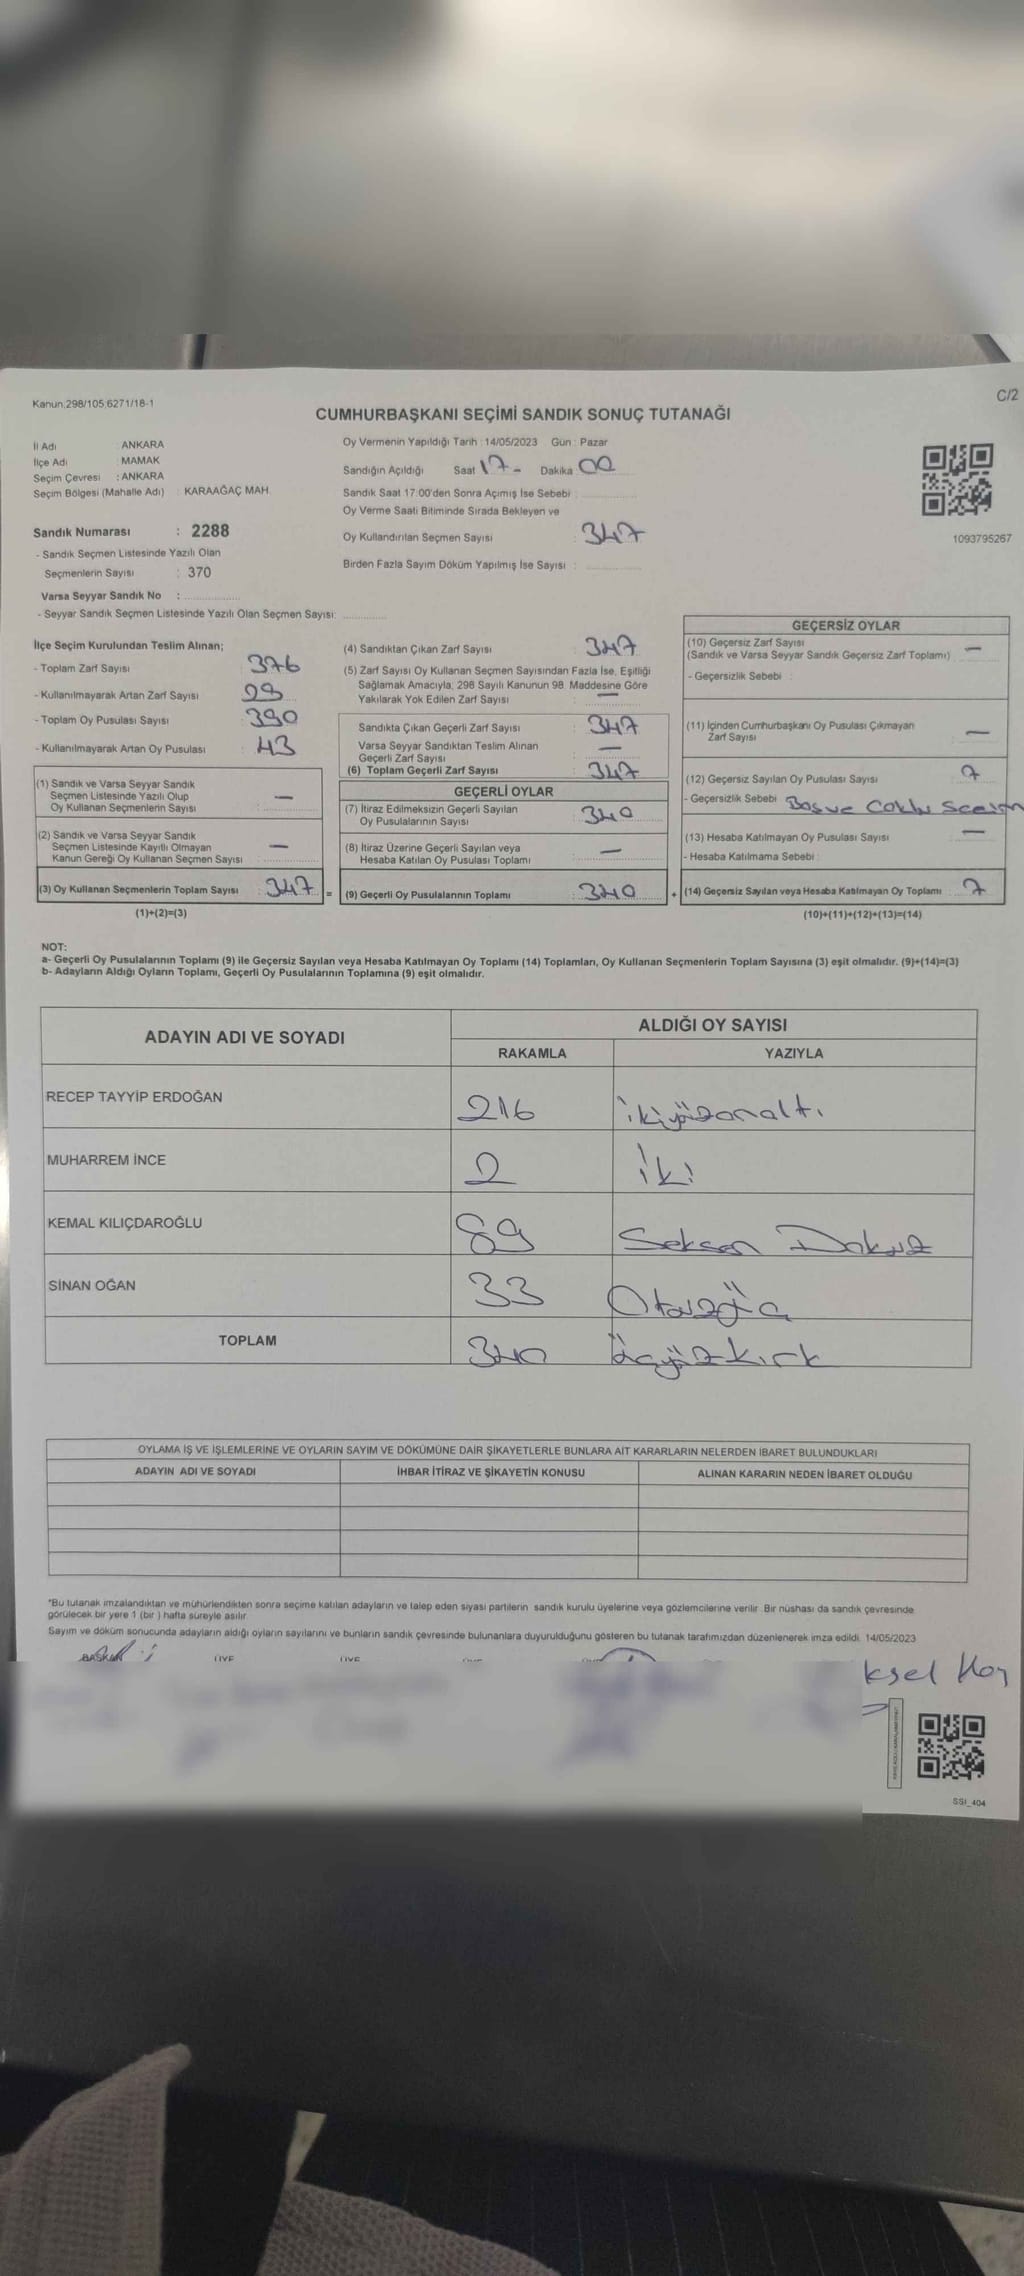 Kanun.298/105,6271/18-1
C/2
CUMHURBAŞKANI SEÇİMİ SANDIK SONUÇ TUTANAĞI
İl Adı : ANKARA
İlçe Adı : MAMAK
Seçim Çevresi : ANKARA
Seçim Bölgesi (Mahalle Adı) : KARAAĞAÇ MAH.
Sandık Numarası : 2288
- Sandık Seçmen Listesinde Yazılı Olan
Seçmenlerin Sayısı : 370
Varsa Seyyar Sandık No :
- Seyyar Sandık Seçmen Listesinde Yazılı Olan Seçmen Sayısı:
Oy Vermenin Yapıldığı Tarih : 14/05/2023 Gün : Pazar
Sandığın Açıldığı Saat 17- Dakika 00
Sandık Saat 17:00'den Sonra Açımış İse Sebebi :
Oy Verme Saati Bitiminde Sırada Bekleyen ve
Oy Kullandırılan Seçmen Sayısı : 347
Birden Fazla Sayım Döküm Yapılmış İse Sayısı :
1093795267
İlçe Seçim Kurulundan Teslim Alınan;
- Toplam Zarf Sayısı : 376
- Kullanılmayarak Artan Zarf Sayısı : 29
- Toplam Oy Pusulası Sayısı : 390
- Kullanılmayarak Artan Oy Pusulası : 43
(1) Sandık ve Varsa Seyyar Sandık
Seçmen Listesinde Yazılı Olup
Oy Kullanan Seçmenlerin Sayısı : —
(2) Sandık ve Varsa Seyyar Sandık
Seçmen Listesinde Kayıtlı Olmayan
Kanun Gereği Oy Kullanan Seçmen Sayısı : —
(3) Oy Kullanan Seçmenlerin Toplam Sayısı : 347 =
(1)+(2)=(3)
(4) Sandıktan Çıkan Zarf Sayısı : 347
(5) Zarf Sayısı Oy Kullanan Seçmen Sayısından Fazla İse, Eşitliği
Sağlamak Amacıyla; 298 Sayılı Kanunun 98. Maddesine Göre
Yakılarak Yok Edilen Zarf Sayısı : —
Sandıkta Çıkan Geçerli Zarf Sayısı : 347
Varsa Seyyar Sandıktan Teslim Alınan
Geçerli Zarf Sayısı : —
(6) Toplam Geçerli Zarf Sayısı : 347
GEÇERLİ OYLAR
(7) İtiraz Edilmeksizin Geçerli Sayılan
Oy Pusulalarının Sayısı : 340
(8) İtiraz Üzerine Geçerli Sayılan veya
Hesaba Katılan Oy Pusulası Toplamı : —
(9) Geçerli Oy Pusulalarının Toplamı : 340 +
GEÇERSİZ OYLAR
(10) Geçersiz Zarf Sayısı
(Sandık ve Varsa Seyyar Sandık Geçersiz Zarf Toplamı) : —
- Geçersizlik Sebebi :
(11) İçinden Cumhurbaşkanı Oy Pusulası Çıkmayan
Zarf Sayısı : —
(12) Geçersiz Sayılan Oy Pusulası Sayısı : 7
- Geçersizlik Sebebi : Boş ve Çoklu Seçim
(13) Hesaba Katılmayan Oy Pusulası Sayısı : —
- Hesaba Katılmama Sebebi :
(14) Geçersiz Sayılan veya Hesaba Katılmayan Oy Toplamı : 7
(10)+(11)+(12)+(13)=(14)
NOT:
a- Geçerli Oy Pusulalarının Toplamı (9) ile Geçersiz Sayılan veya Hesaba Katılmayan Oy Toplamı (14) Toplamları, Oy Kullanan Seçmenlerin Toplam Sayısına (3) eşit olmalıdır. (9)+(14)=(3)
b- Adayların Aldığı Oyların Toplamı, Geçerli Oy Pusulalarının Toplamına (9) eşit olmalıdır.
ADAYIN ADI VE SOYADI
ALDIĞI OY SAYISI
RAKAMLA YAZIYLA
RECEP TAYYİP ERDOĞAN 216 ikiyüzonaltı
MUHARREM İNCE 2 iki
KEMAL KILIÇDAROĞLU 89 Seksen Dokuz
SİNAN OĞAN 33 Otuzüç
TOPLAM 340 üçyüzkırk
OYLAMA İŞ VE İŞLEMLERİNE VE OYLARIN SAYIM VE DÖKÜMÜNE DAİR ŞİKAYETLERLE BUNLARA AİT KARARLARIN NELERDEN İBARET BULUNDUKLARI
ADAYIN ADI VE SOYADI İHBAR İTİRAZ VE ŞİKAYETİN KONUSU ALINAN KARARIN NEDEN İBARET OLDUĞU
*Bu tutanak imzalandıktan ve mühürlendikten sonra seçime katılan adayların ve talep eden siyasi partilerin sandık kurulu üyelerine veya gözlemcilerine verilir. Bir nüshası da sandık çevresinde
görülecek bir yere 1 (bir) hafta süreyle asılır.
Sayım ve döküm sonucunda adayların aldığı oyların sayılarını ve bunların sandık çevresinde bulunanlara duyurulduğunu gösteren bu tutanak tarafımızdan düzenlenerek imza edildi. 14/05/2023
BAŞKAN ÜYE ÜYE
SSI_404